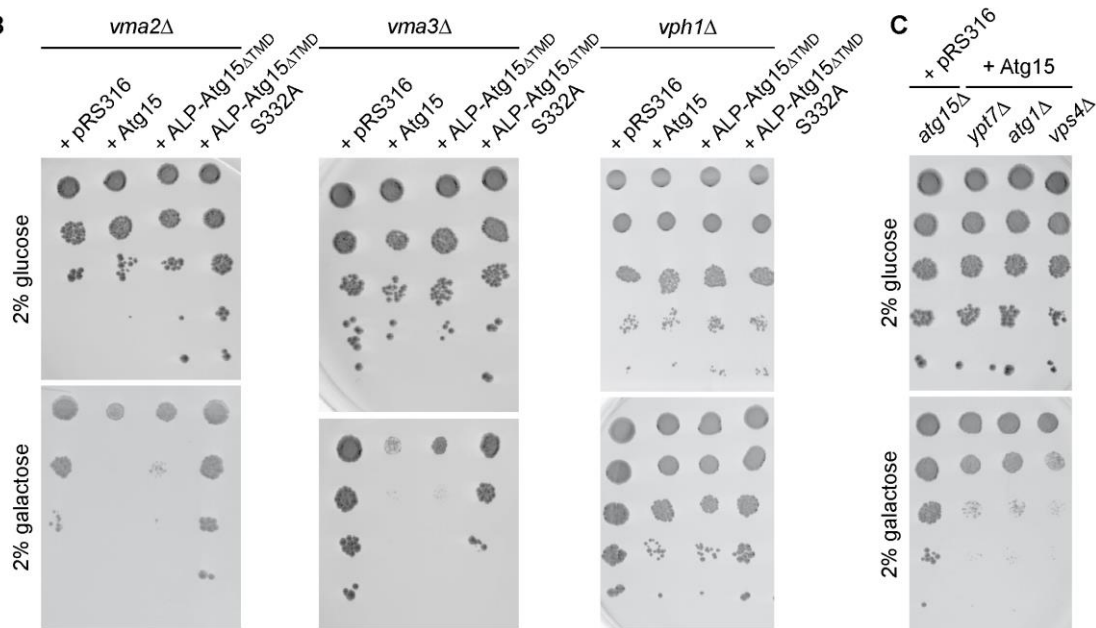 B
vma2Δ
+ pRS316
+ Atg15
+ ALP-Atg15ΔTMD
+ ALP-Atg15ΔTMD
S332A
vma3Δ
+ pRS316
+ Atg15
+ ALP-Atg15ΔTMD
+ ALP-Atg15ΔTMD
S332A
vph1Δ
+ pRS316
+ Atg15
+ ALP-Atg15ΔTMD
+ ALP-Atg15ΔTMD
S332A
2% glucose
2% galactose
C
+ pRS316
+ Atg15
atg15Δ
ypt7Δ
atg1Δ
vps4Δ
2% glucose
2% galactose